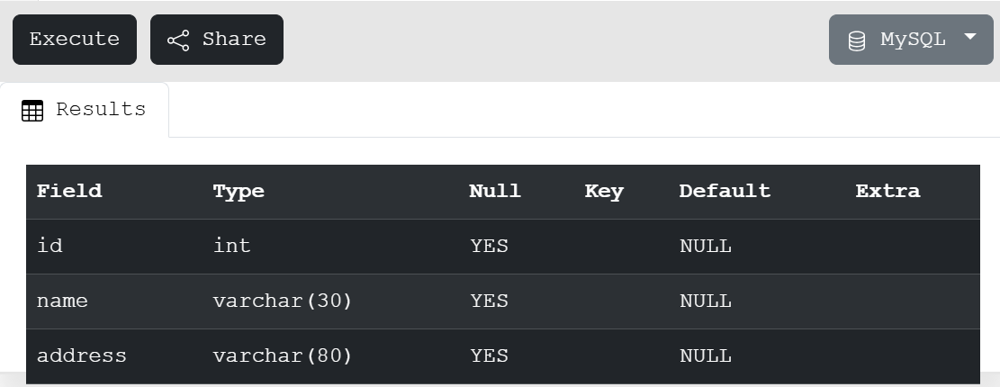 Execute Share MySQL
Results
Field Type Null Key Default Extra
id int YES NULL
name varchar(30) YES NULL
address varchar(80) YES NULL